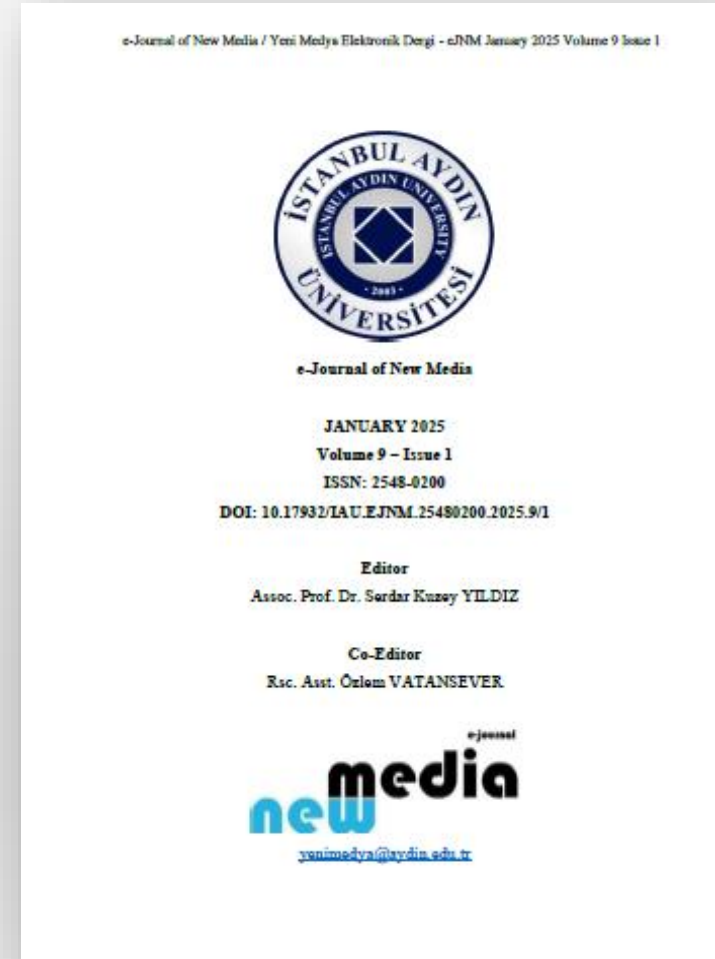 e-Journal of New Media / Yeni Medya Elektronik Dergi - eJNM January 2025 Volume 9 Issue 1
İSTANBUL AYDIN ÜNİVERSİTESİ
ISTANBUL AYDIN UNIVERSITY
· 2003 ·
e-Journal of New Media
JANUARY 2025
Volume 9 – Issue 1
ISSN: 2548-0200
DOI: 10.17932/IAU.EJNM.25480200.2025.9/1
Editor
Assoc. Prof. Dr. Serdar Kuzey YILDIZ
Co-Editor
Rsc. Asst. Özlem VATANSEVER
e-journal
media
new
yenimedya@aydin.edu.tr